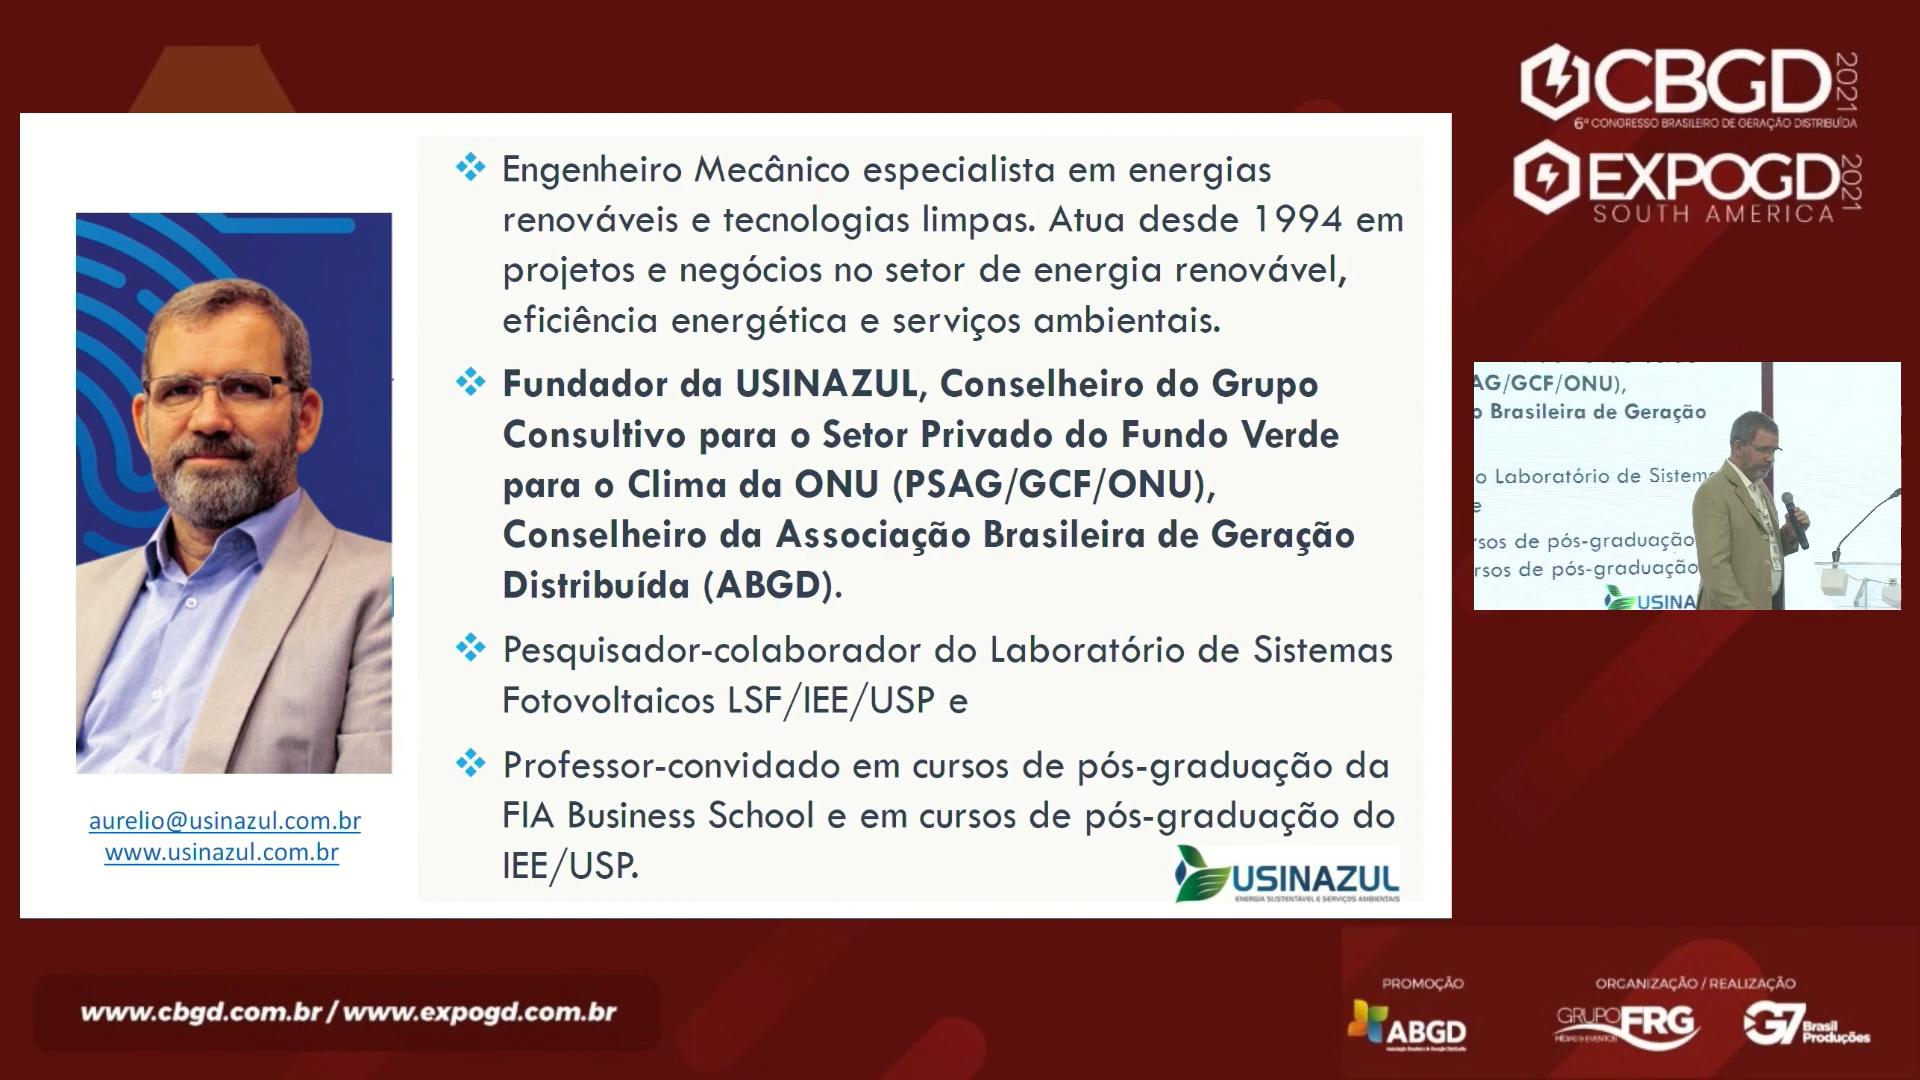 CBGD 2021
6º CONGRESSO BRASILEIRO DE GERAÇÃO DISTRIBUÍDA
EXPOGD 2021
SOUTH AMERICA
Engenheiro Mecânico especialista em energias
renováveis e tecnologias limpas. Atua desde 1994 em
projetos e negócios no setor de energia renovável,
eficiência energética e serviços ambientais.
Fundador da USINAZUL, Conselheiro do Grupo
Consultivo para o Setor Privado do Fundo Verde
para o Clima da ONU (PSAG/GCF/ONU),
Conselheiro da Associação Brasileira de Geração
Distribuída (ABGD).
Pesquisador-colaborador do Laboratório de Sistemas
Fotovoltaicos LSF/IEE/USP e
Professor-convidado em cursos de pós-graduação da
FIA Business School e em cursos de pós-graduação do
IEE/USP.
aurelio@usinazul.com.br
www.usinazul.com.br
USINAZUL
ENERGIA SUSTENTÁVEL E SERVIÇOS AMBIENTAIS
AG/GCF/ONU),
o Brasileira de Geração
o Laboratório de Sistem
e
rsos de pós-graduação
rsos de pós-graduação
USINA
www.cbgd.com.br / www.expogd.com.br
PROMOÇÃO
ABGD
ORGANIZAÇÃO / REALIZAÇÃO
GRUPO FRG
MÍDIAS & EVENTOS
G7 Brasil Produções